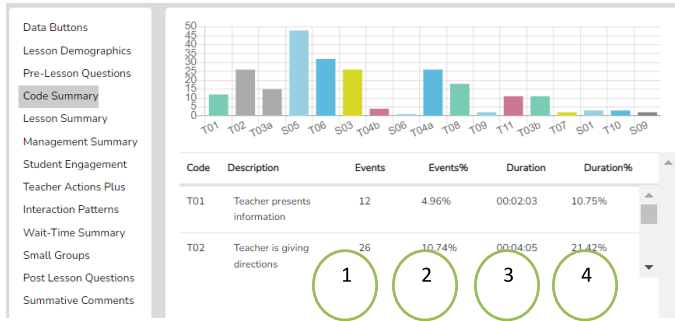 Data Buttons
Lesson Demographics
Pre-Lesson Questions
Code Summary
Lesson Summary
Management Summary
Student Engagement
Teacher Actions Plus
Interaction Patterns
Wait-Time Summary
Small Groups
Post Lesson Questions
Summative Comments
50
45
40
35
30
25
20
15
10
5
0
T01 T02 T03a S05 T06 S03 T04b S06 T04a T08 T09 T11 T03b T07 S01 T10 S09
Code Description Events Events% Duration Duration%
T01 Teacher presents 12 4.96% 00:02:03 10.75%
information
T02 Teacher is giving 26 10.74% 00:04:05 21.42%
directions
1 2 3 4